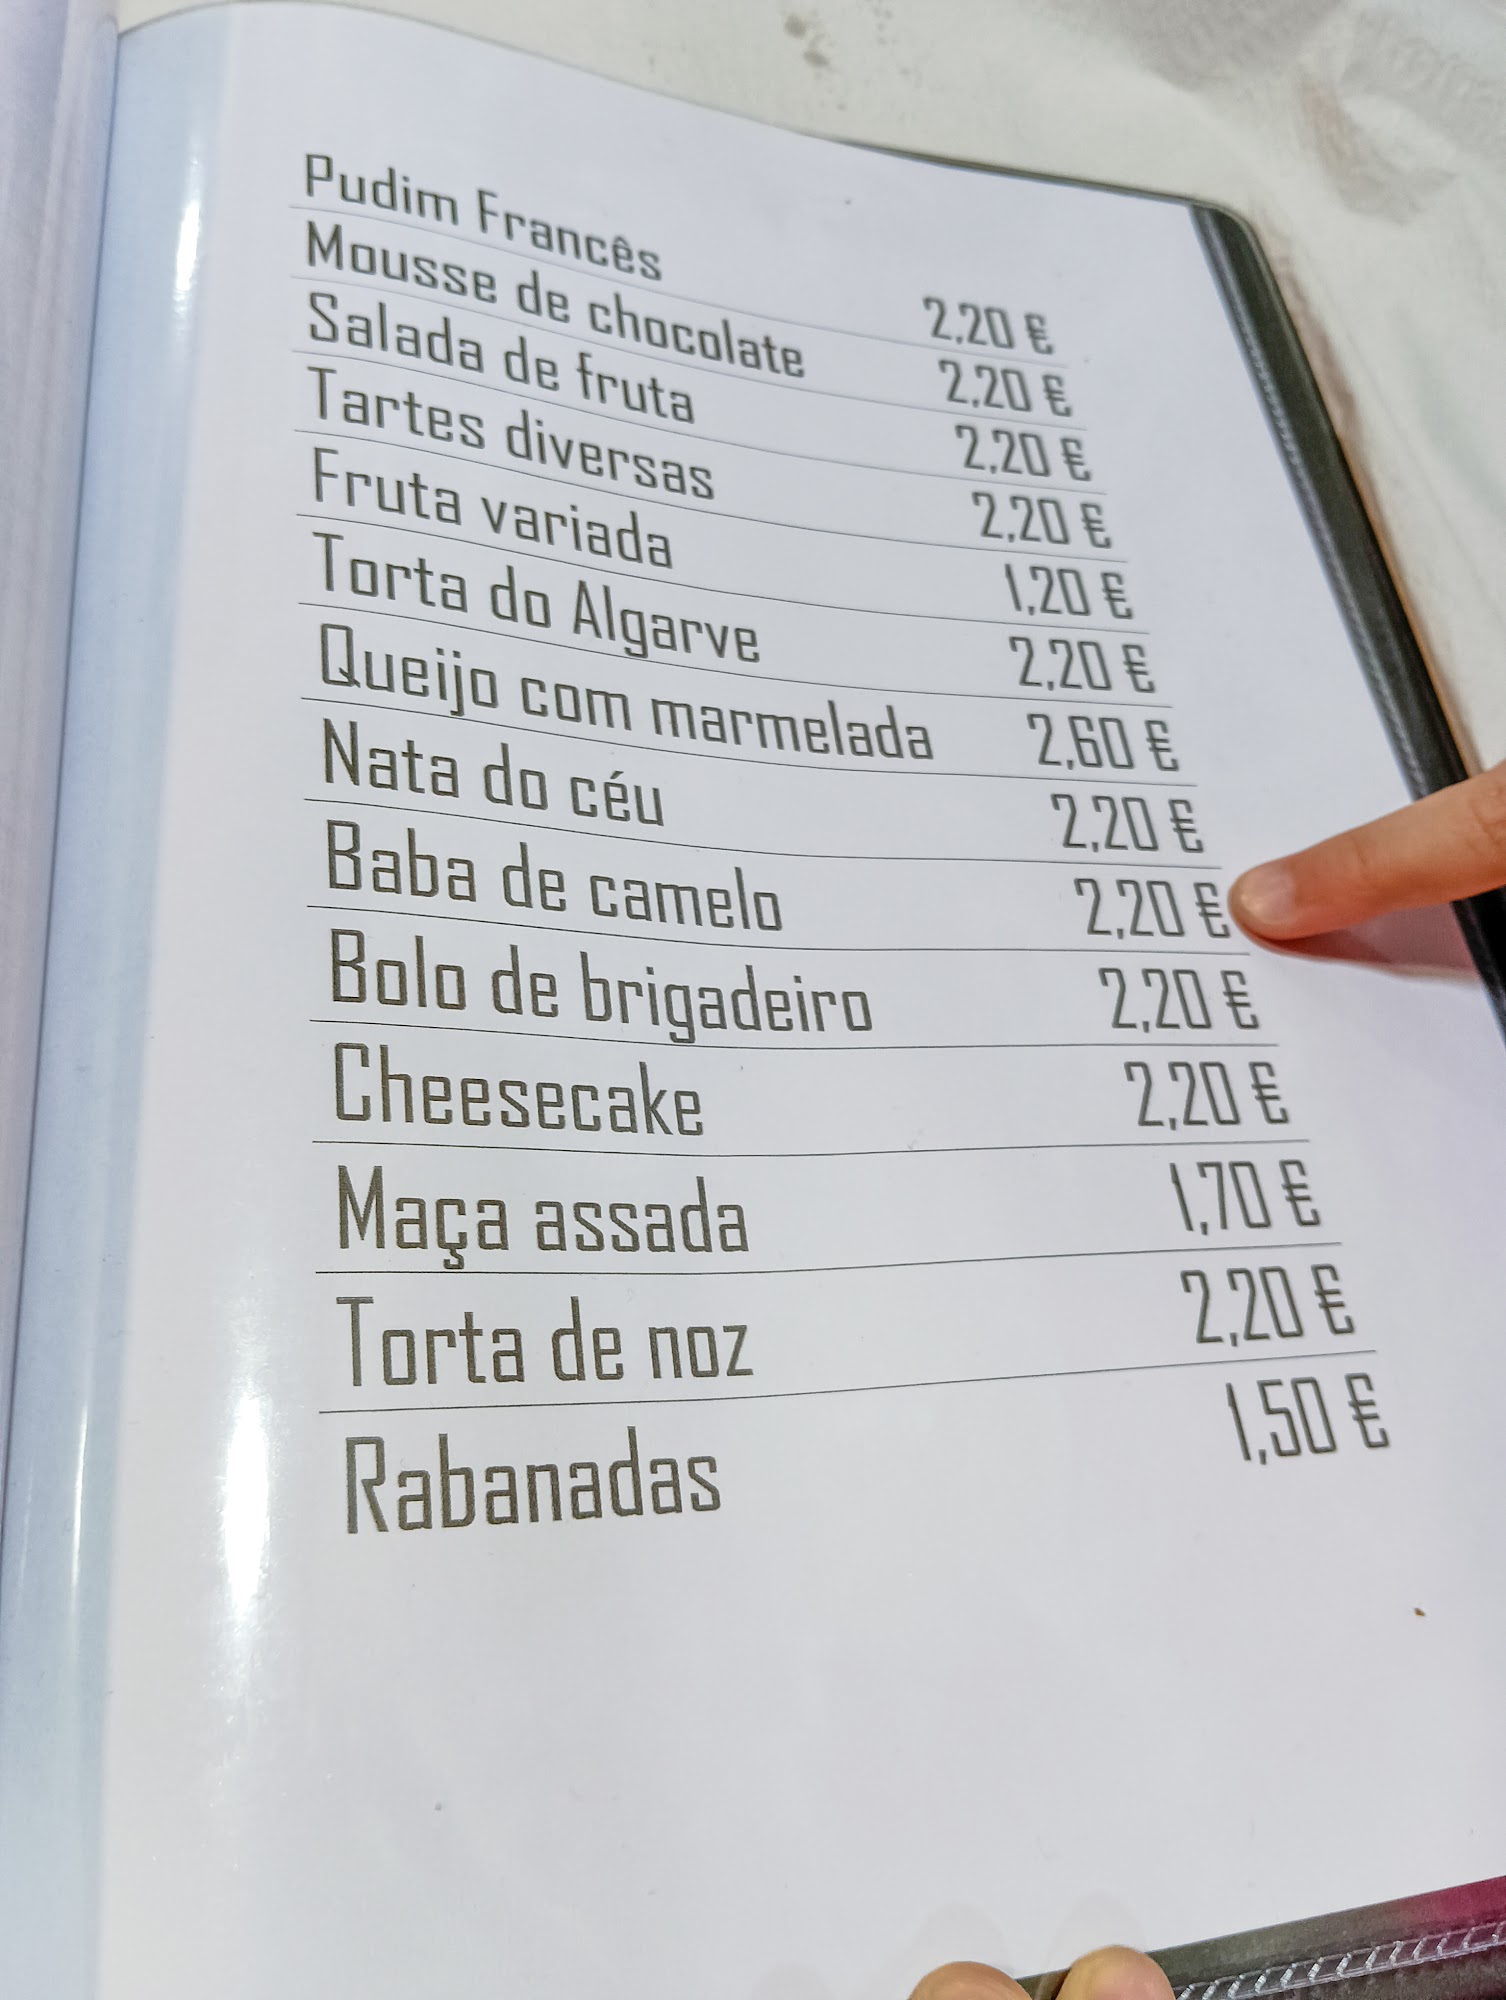 Pudim Francês 2,20 €
Mousse de chocolate 2,20 €
Salada de fruta 2,20 €
Tartes diversas 2,20 €
Fruta variada 1,20 €
Torta do Algarve 2,20 €
Queijo com marmelada 2,60 €
Nata do céu 2,20 €
Baba de camelo 2,20 €
Bolo de brigadeiro 2,20 €
Cheesecake 2,20 €
Maça assada 1,70 €
Torta de noz 2,20 €
Rabanadas 1,50 €